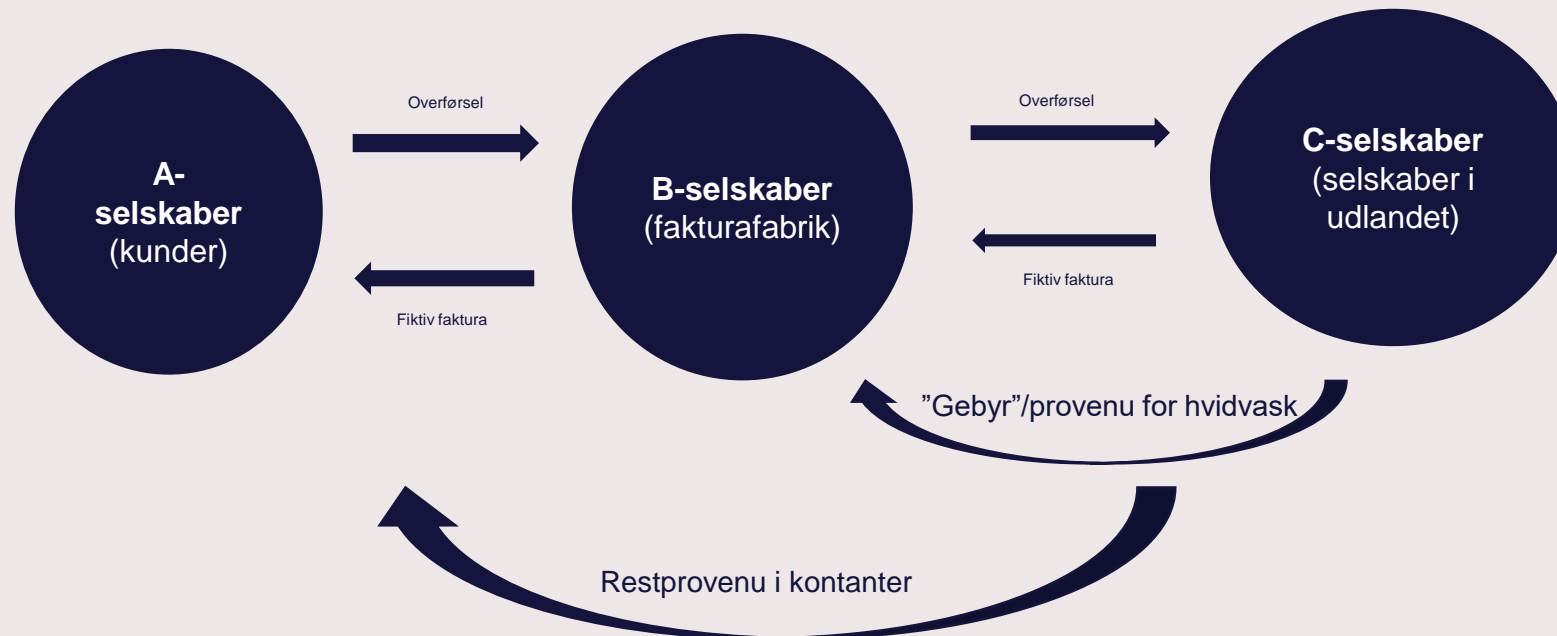 A-
selskaber
(kunder)
Overførsel
Fiktiv faktura
B-selskaber
(fakturafabrik)
Overførsel
Fiktiv faktura
C-selskaber
(selskaber i
udlandet)
”Gebyr”/provenu for hvidvask
Restprovenu i kontanter